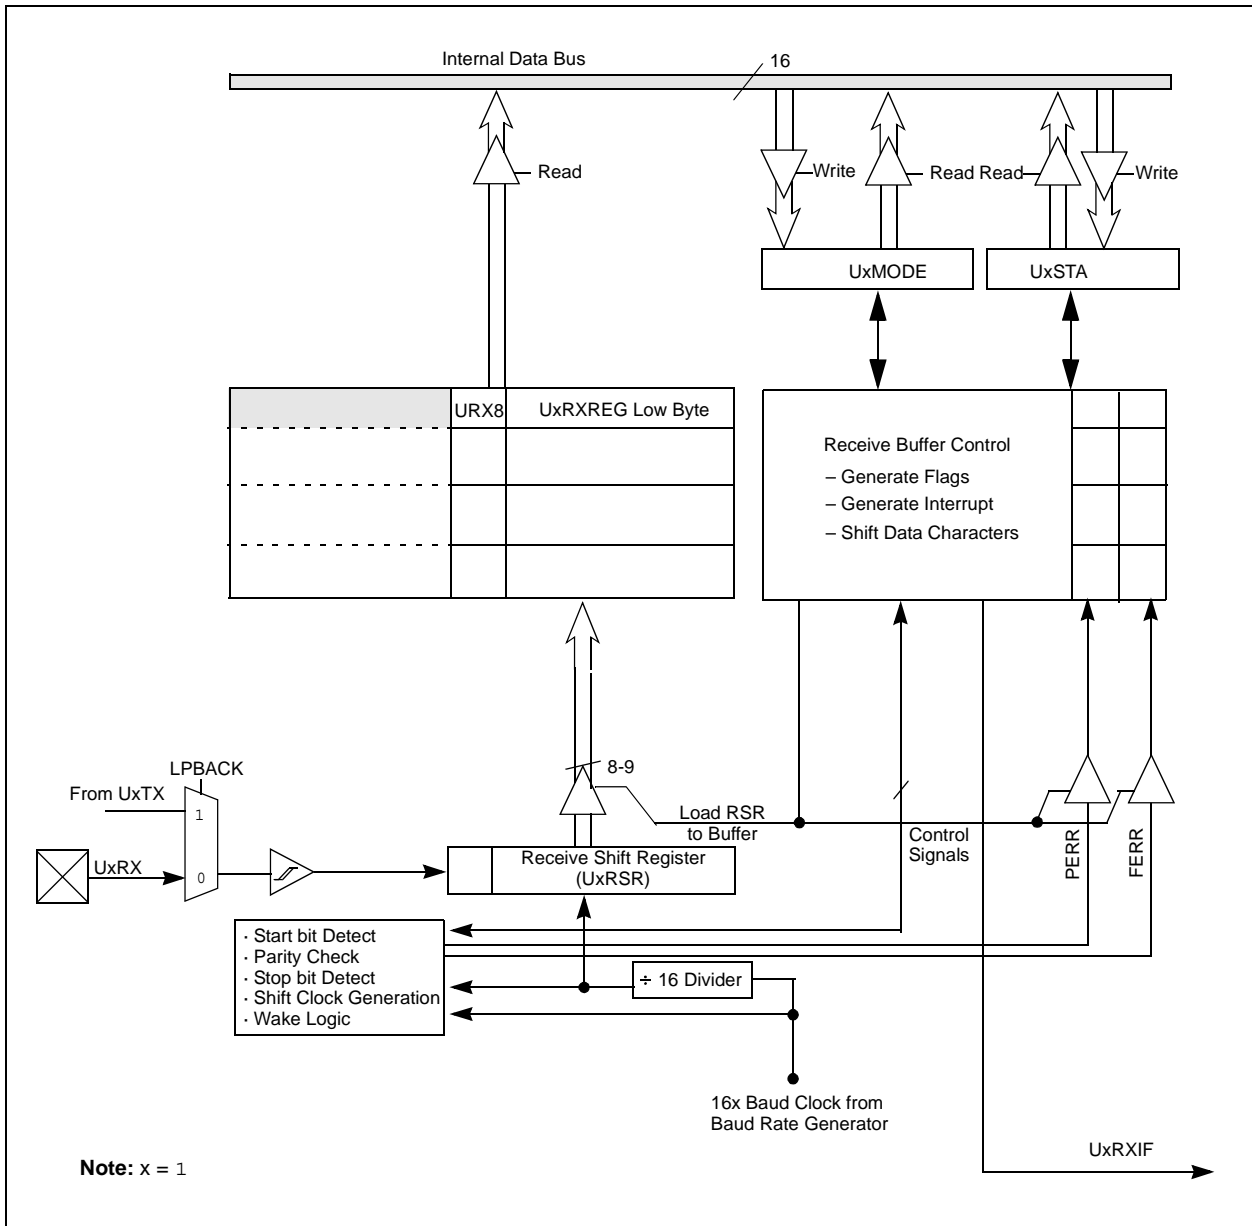 Internal Data Bus
16
Read
Write
Read Read
Write
UxMODE
UxSTA
URX8
UxRXREG Low Byte
Receive Buffer Control
– Generate Flags
– Generate Interrupt
– Shift Data Characters
LPBACK
From UxTX
1
UxRX
0
8-9
Load RSR
to Buffer
Control
Signals
PERR
FERR
Receive Shift Register
(UxRSR)
· Start bit Detect
· Parity Check
· Stop bit Detect
· Shift Clock Generation
· Wake Logic
÷ 16 Divider
16x Baud Clock from
Baud Rate Generator
UxRXIF
Note: x = 1